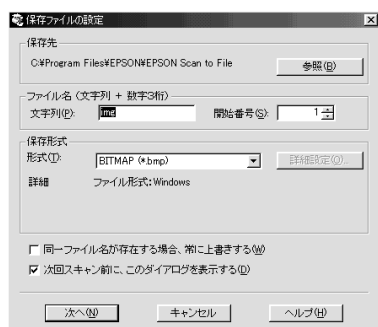 保存ファイルの設定
保存先
C:¥Program Files¥EPSON¥EPSON Scan to File
参照(B)
ファイル名 (文字列 + 数字3桁)
文字列(P): img 開始番号(S): 1
保存形式
形式(T): BITMAP (*.bmp) 詳細設定(O)...
詳細 ファイル形式: Windows
同一ファイル名が存在する場合、常に上書きする(W)
次回スキャン前に、このダイアログを表示する(D)
次へ(N) キャンセル ヘルプ(H)